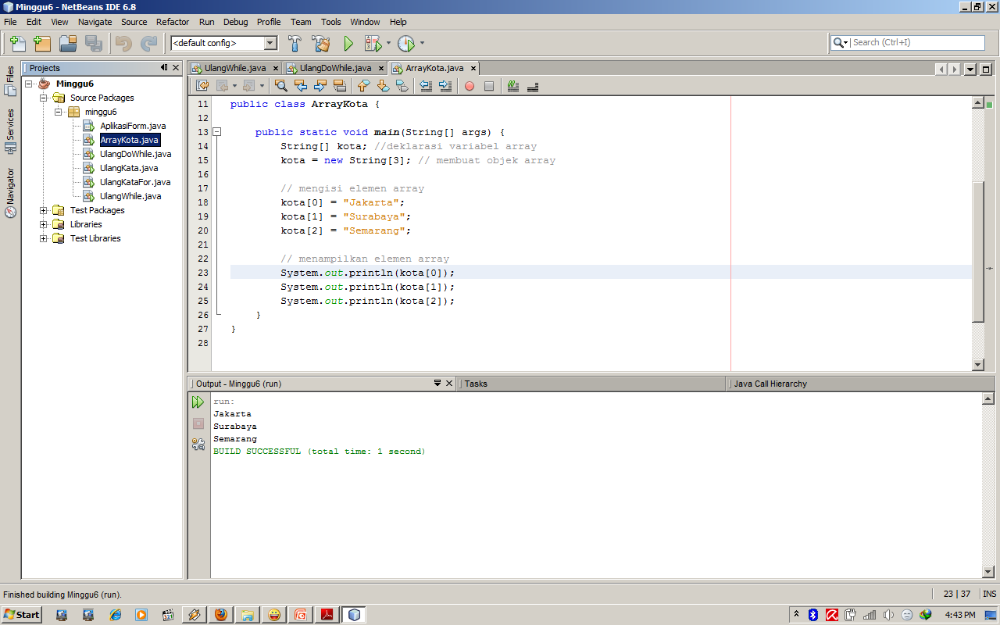 Minggu6 - NetBeans IDE 6.8
File Edit View Navigate Source Refactor Run Debug Profile Team Tools Window Help
<default config>
Search (Ctrl+I)
Files
Services
Navigator
Projects
Minggu6
Source Packages
minggu6
AplikasiForm.java
ArrayKota.java
UlangDoWhile.java
UlangKata.java
UlangKataFor.java
UlangWhile.java
Test Packages
Libraries
Test Libraries
UlangWhile.java UlangDoWhile.java ArrayKota.java
11 public class ArrayKota {
12
13 public static void main(String[] args) {
14 String[] kota; //deklarasi variabel array
15 kota = new String[3]; // membuat objek array
16
17 // mengisi elemen array
18 kota[0] = "Jakarta";
19 kota[1] = "Surabaya";
20 kota[2] = "Semarang";
21
22 // menampilkan elemen array
23 System.out.println(kota[0]);
24 System.out.println(kota[1]);
25 System.out.println(kota[2]);
26 }
27 }
28
Output - Minggu6 (run) Tasks Java Call Hierarchy
run:
Jakarta
Surabaya
Semarang
BUILD SUCCESSFUL (total time: 1 second)
Finished building Minggu6 (run).
23 | 37 INS
Start
4:43 PM